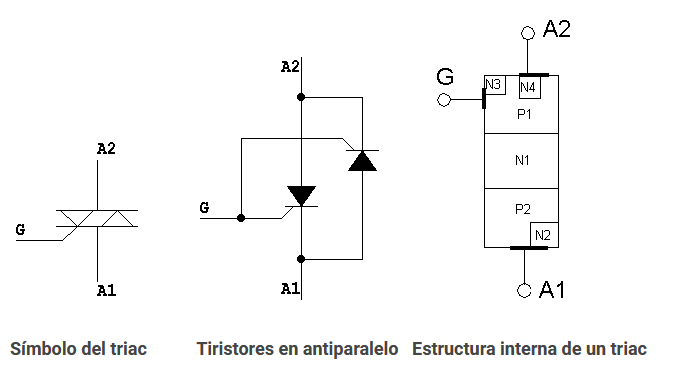 A2
G
A1
Símbolo del triac
A2
G
A1
Tiristores en antiparalelo
A2
G
N3
N4
P1
N1
P2
N2
A1
Estructura interna de un triac